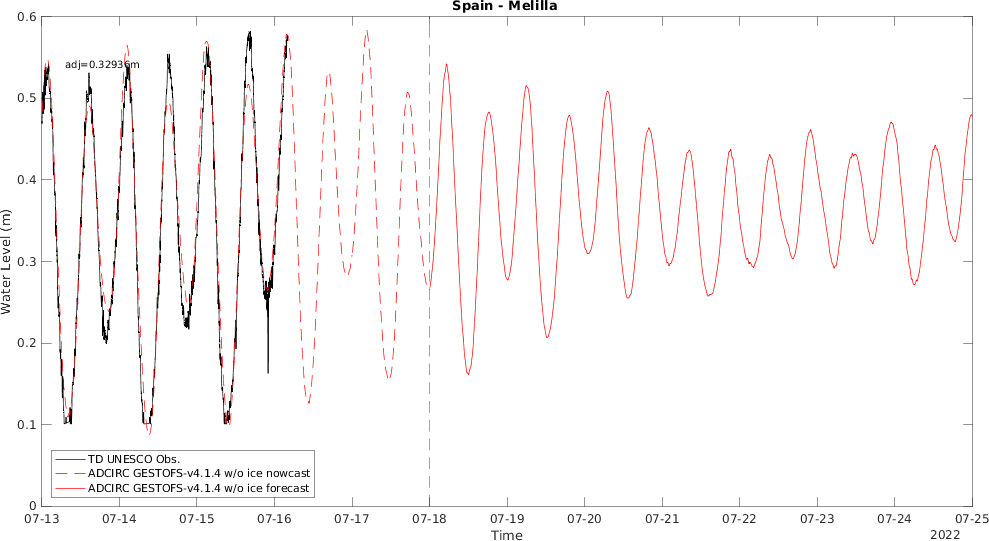 Spain - Melilla
0.6
adj=0.32936m
0.5
0.4
0.3
0.2
0.1
0
Water Level (m)
TD UNESCO Obs.
ADCIRC GESTOFS-v4.1.4 w/o ice nowcast
ADCIRC GESTOFS-v4.1.4 w/o ice forecast
07-13 07-14 07-15 07-16 07-17 07-18 07-19 07-20 07-21 07-22 07-23 07-24 07-25
Time
2022